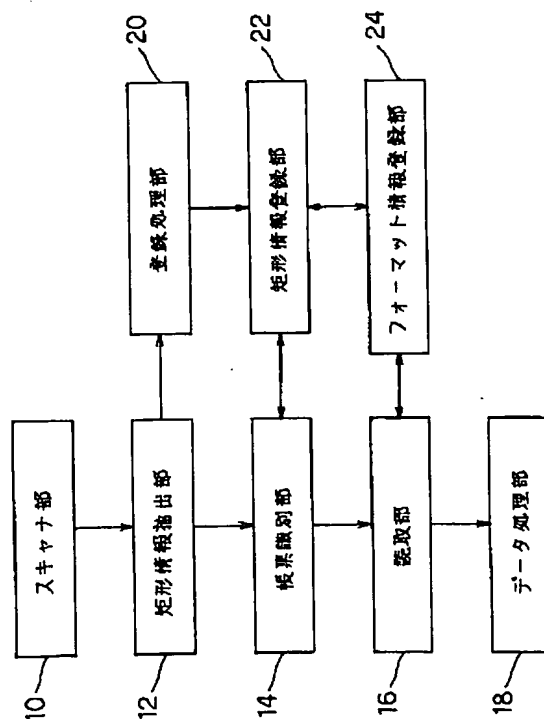 10
スキャナ部
12
矩形情報抽出部
14
帳票識別部
16
読取部
18
データ処理部
20
登録処理部
22
矩形情報登録部
24
フォーマット情報登録部